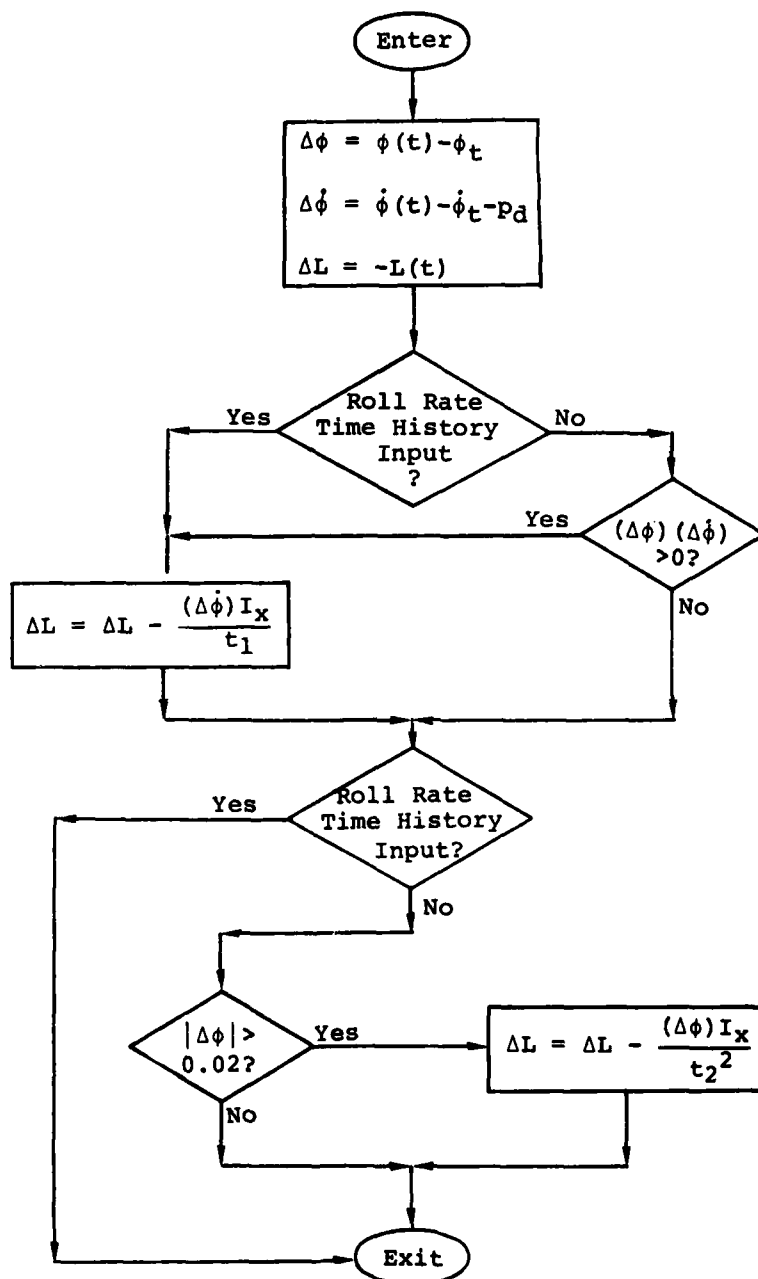 Enter
Δϕ = ϕ(t)-ϕt
Δϕ̇ = ϕ̇(t)-ϕ̇t-pd
ΔL = -L(t)
Yes
Roll Rate
Time History
Input
?
No
Yes
(Δϕ)(Δϕ̇)
>0?
No
ΔL = ΔL - (Δϕ̇)Ix / t1
Yes
Roll Rate
Time History
Input?
No
|Δϕ|>
0.02?
Yes
ΔL = ΔL - (Δϕ)Ix / t2²
No
Exit